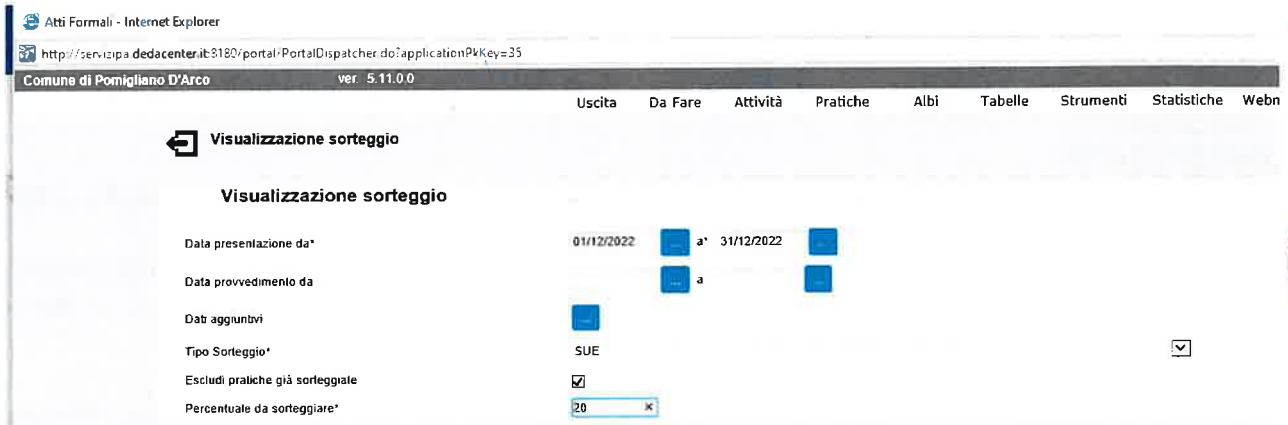 Atti Formali - Internet Explorer
http://servizipa.dedacenter.it:8180/portal/PortalDispatcher.do?applicationPkKey=35
Comune di Pomigliano D'Arco ver. 5.11.0.0
Uscita Da Fare Attività Pratiche Albi Tabelle Strumenti Statistiche Webn
Visualizzazione sorteggio
Visualizzazione sorteggio
Data presentazione da* 01/12/2022 ... a* 31/12/2022 ...
Data provvedimento da ... a ...
Dati aggiuntivi ...
Tipo Sorteggio* SUE
Escludi pratiche già sorteggiate
Percentuale da sorteggiare* 20 ×